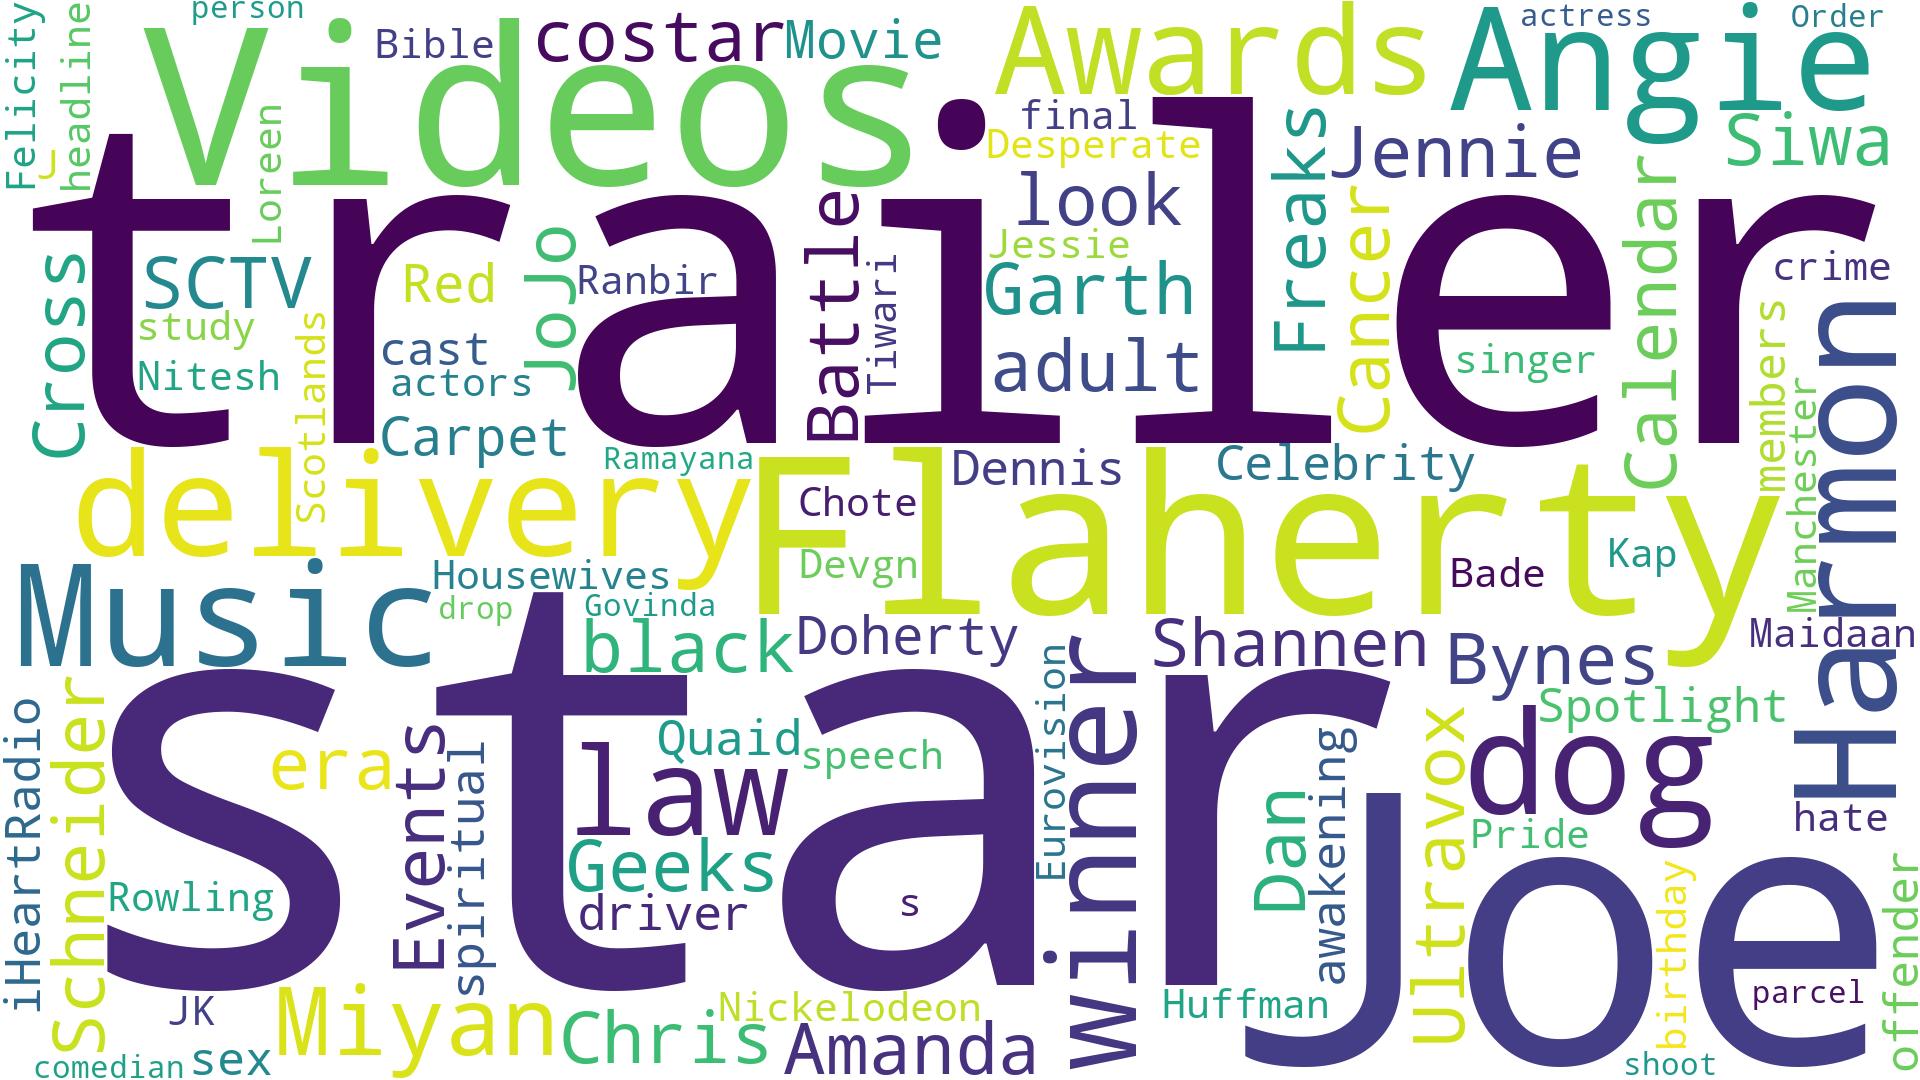 person
Felicity
headline
J
Videos
Bible
costar
Movie
Awards
Angie
actress
Order
Loreen
final
Desperate
Freaks
Jennie
Siwa
trailer
Cross
SCTV
Red
JoJo
Ranbir
Battle
Tiwari
look
Jessie
Garth
Cancer
Calendar
crime
study
Scotlands
Nitesh
cast
actors
adult
singer
members
Manchester
Harmon
Carpet
delivery
Ramayana
Flaherty
Dennis
Celebrity
Chote
Devgn
Bade
Kap
Music
Housewives
drop
Govinda
black
Doherty
Eurovision
winner
Shannen
Bynes
Maidaan
star
iHeartRadio
Schneider
era
Events
spiritual
law
Quaid
speech
Dan
awakening
Ultravox
Spotlight
dog
Pride
hate
Rowling
Geeks
driver
s
Joe
birthday
offender
parcel
JK
Miyan
Chris
Nickelodeon
Amanda
Huffman
comedian
sex
shoot